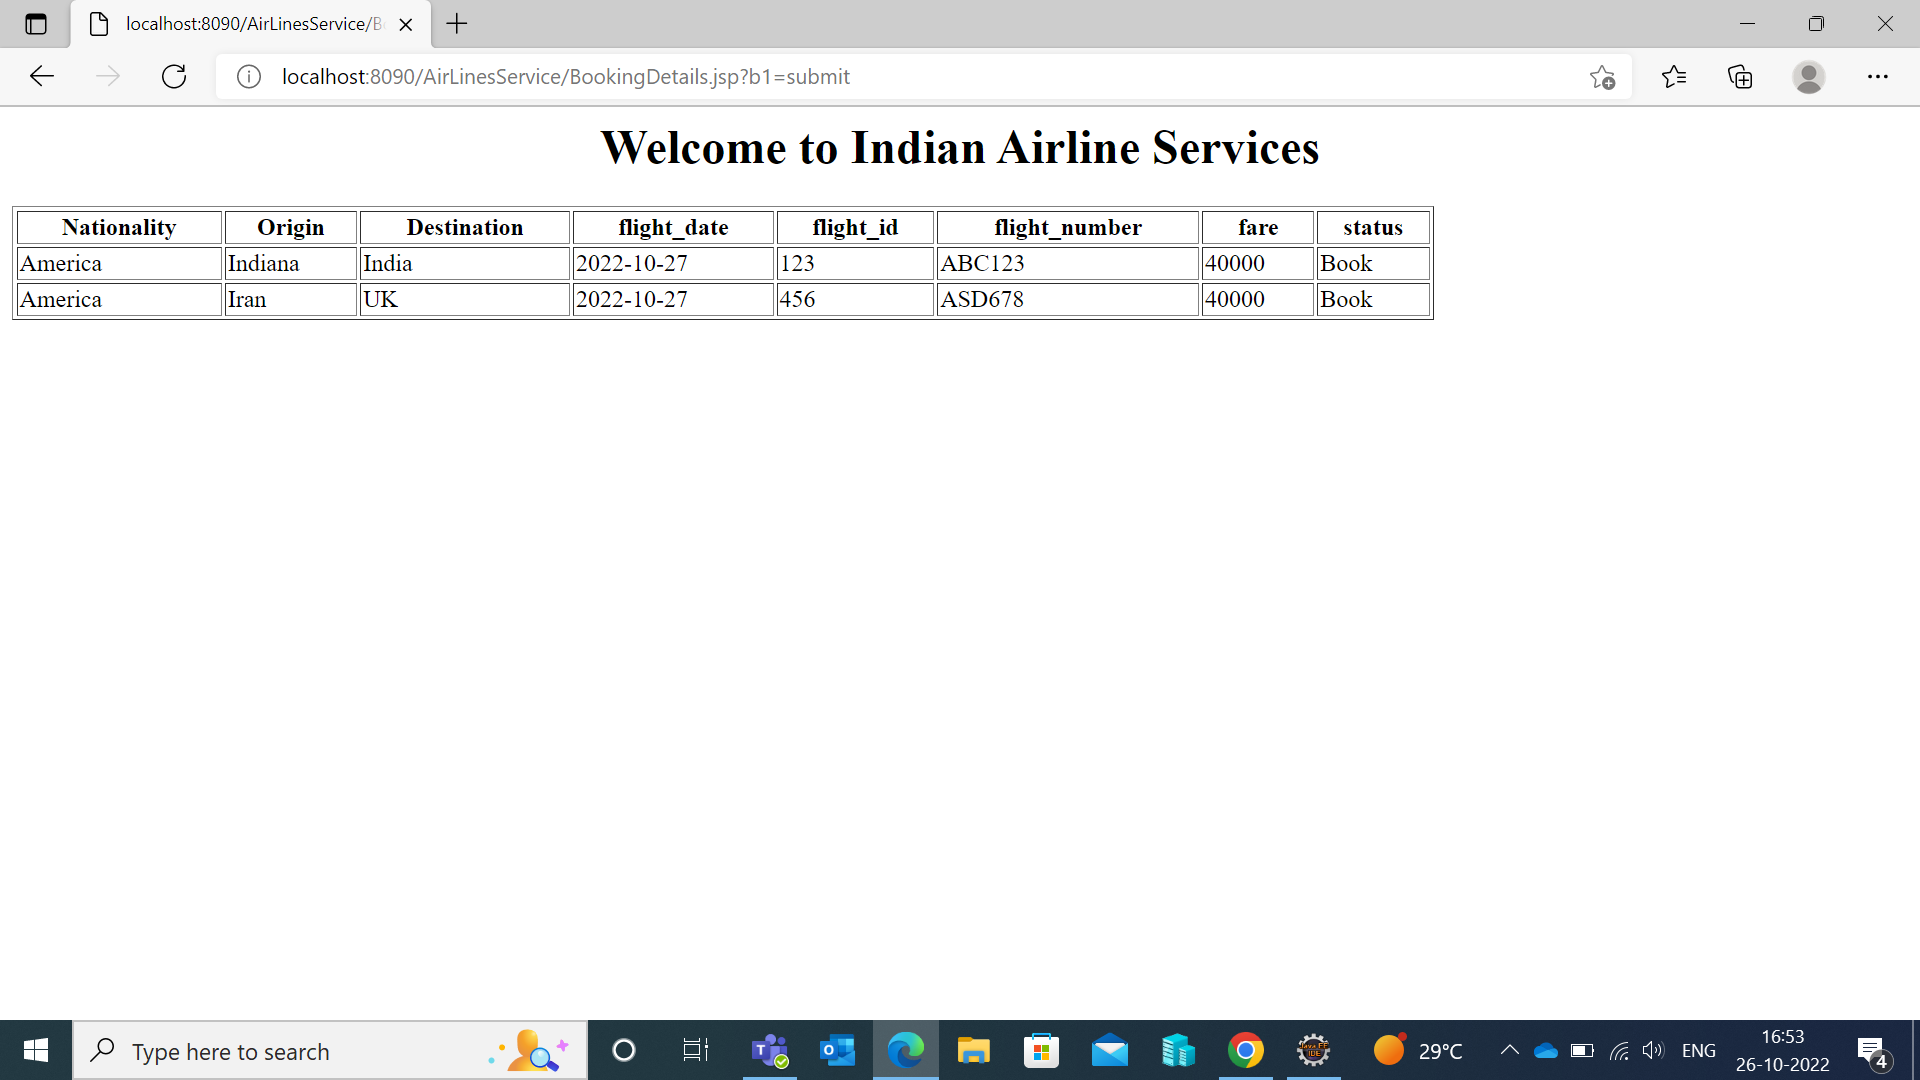 localhost:8090/AirLinesService/B
localhost:8090/AirLinesService/BookingDetails.jsp?b1=submit
Welcome to Indian Airline Services
Nationality Origin Destination flight_date flight_id flight_number fare status
America Indiana India 2022-10-27 123 ABC123 40000 Book
America Iran UK 2022-10-27 456 ASD678 40000 Book
Type here to search
29°C
ENG
16:53
26-10-2022
4